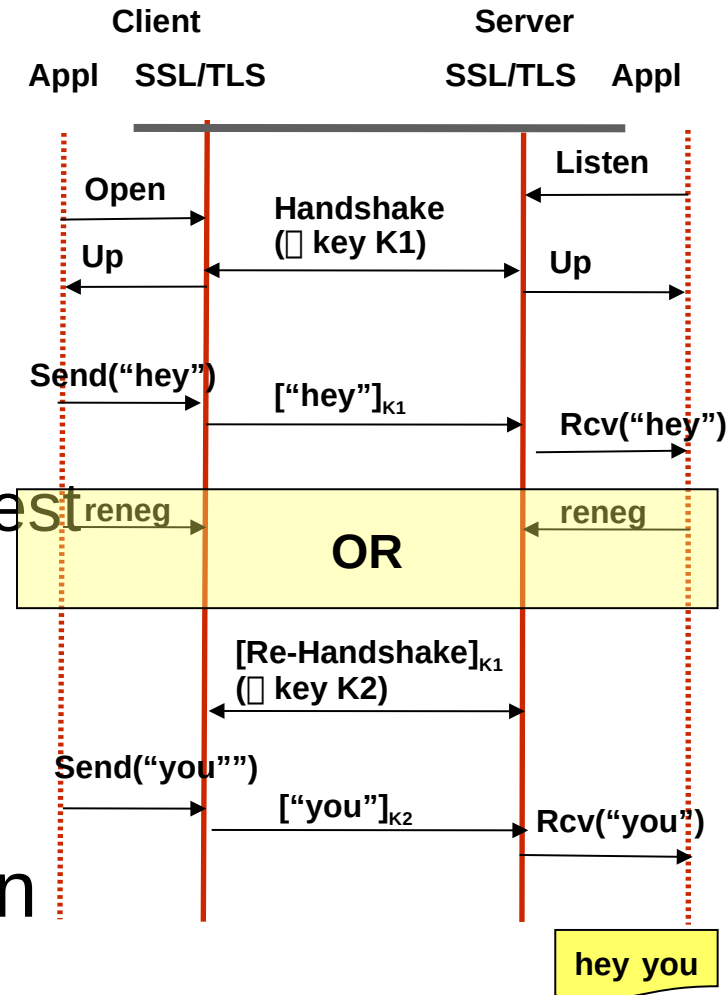 Client Server
Appl SSL/TLS SSL/TLS Appl
Listen
Open
Handshake
(▯ key K1)
Up
Up
Send(“hey”)
[“hey”]K1
Rcv(“hey”)
est
reneg
reneg
OR
[Re-Handshake]K1
(▯ key K2)
Send(“you””)
[“you”]K2
Rcv(“you”)
n
hey you